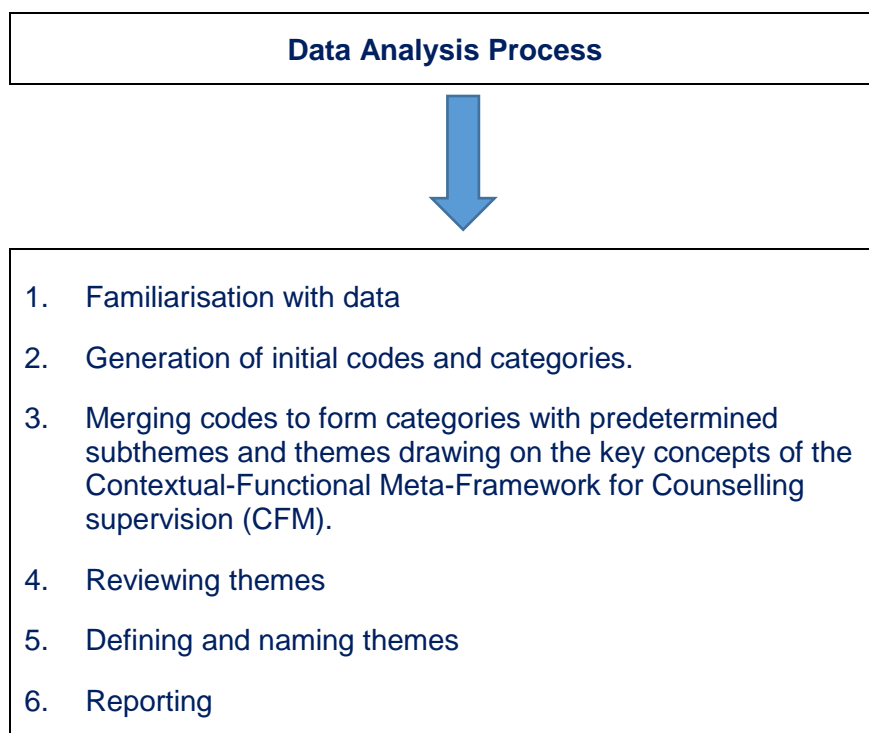 Data Analysis Process
1. Familiarisation with data
2. Generation of initial codes and categories.
3. Merging codes to form categories with predetermined
subthemes and themes drawing on the key concepts of the
Contextual-Functional Meta-Framework for Counselling
supervision (CFM).
4. Reviewing themes
5. Defining and naming themes
6. Reporting